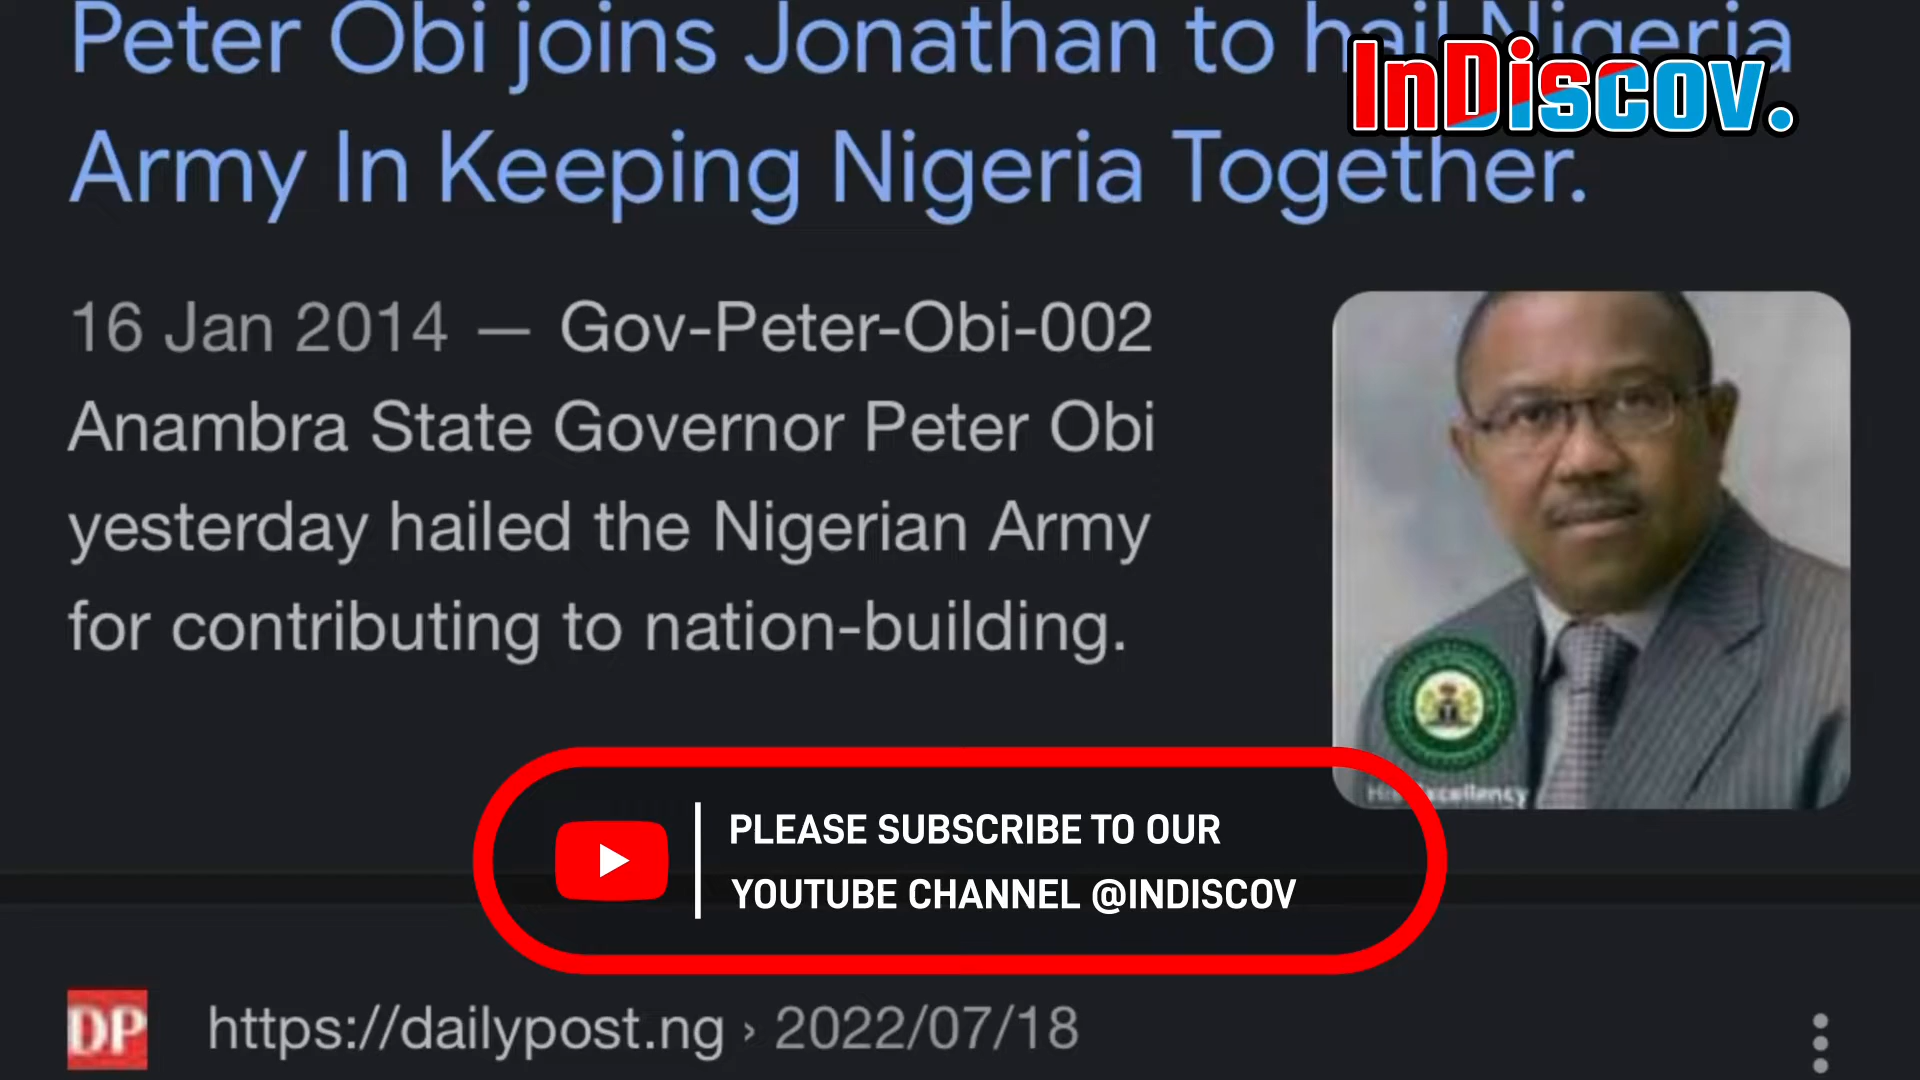 Peter Obi joins Jonathan to hail Nigeria
InDiscov.
Army In Keeping Nigeria Together.
16 Jan 2014 — Gov-Peter-Obi-002
Anambra State Governor Peter Obi
yesterday hailed the Nigerian Army
for contributing to nation-building.
His Excellency
PLEASE SUBSCRIBE TO OUR
YOUTUBE CHANNEL @INDISCOV
DP
https://dailypost.ng › 2022/07/18